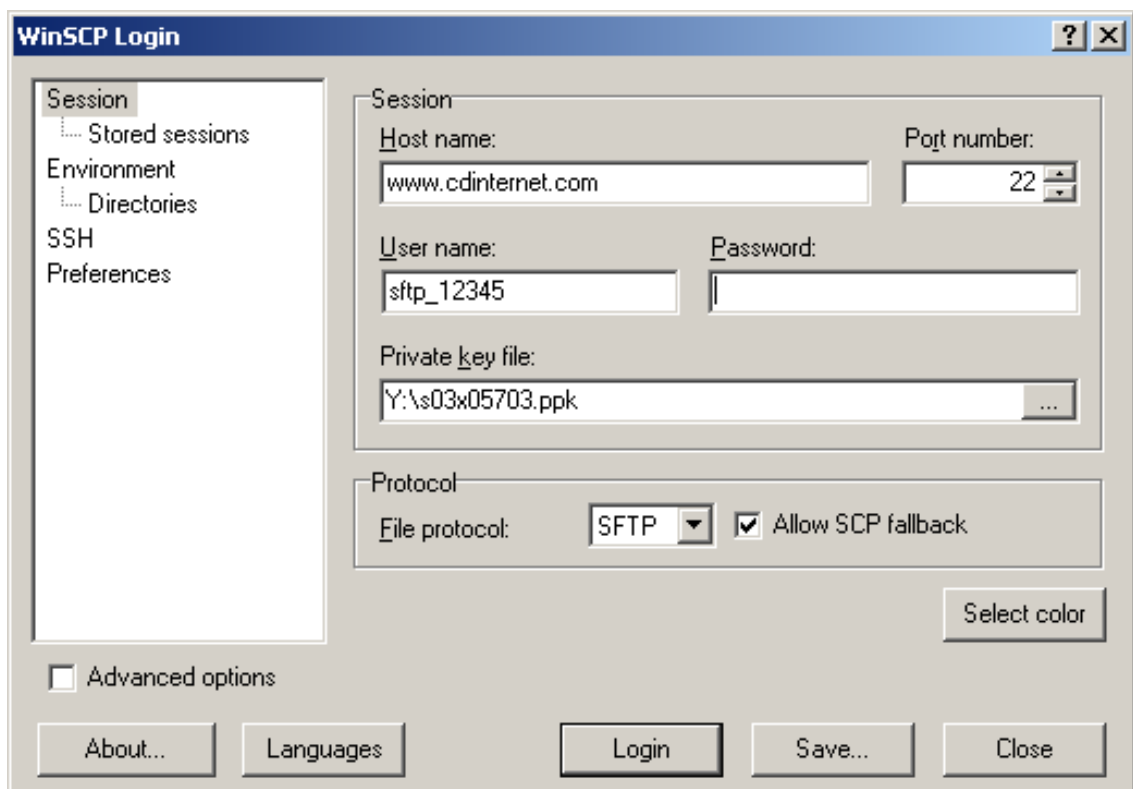 WinSCP Login
Session
Stored sessions
Environment
Directories
SSH
Preferences
Session
Host name:
Port number:
www.cdinternet.com
22
User name:
Password:
sftp_12345
Private key file:
Y:\s03x05703.ppk
...
Protocol
File protocol:
SFTP
Allow SCP fallback
Select color
Advanced options
About...
Languages
Login
Save...
Close